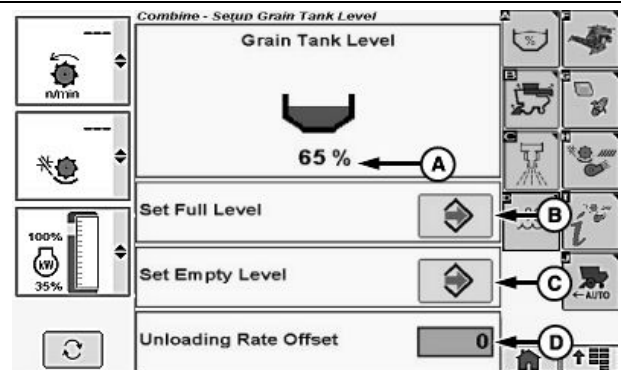 Combine - Setup Grain Tank Level
---
n/min
---
100%
kW
35%
Grain Tank Level
65 %
A
Set Full Level
B
Set Empty Level
C
Unloading Rate Offset
0
D
A
%
F
B
G
C
i
J
← AUTO